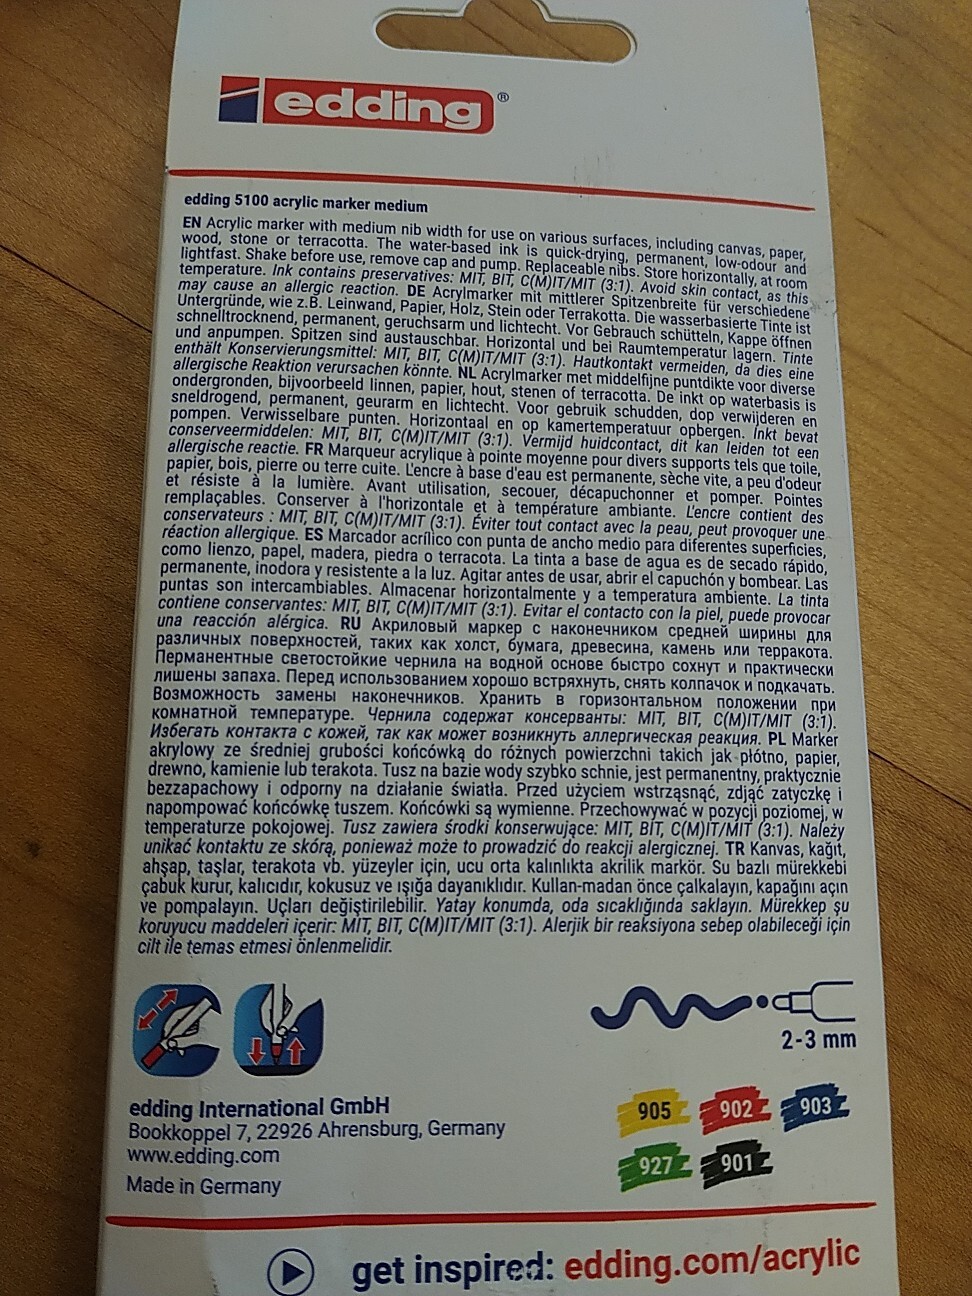 edding®
edding 5100 acrylic marker medium
EN Acrylic marker with medium nib width for use on various surfaces, including canvas, paper,
wood, stone or terracotta. The water-based ink is quick-drying, permanent, low-odour and
lightfast. Shake before use, remove cap and pump. Replaceable nibs. Store horizontally, at room
temperature. Ink contains preservatives: MIT, BIT, C(M)IT/MIT (3:1). Avoid skin contact, as this
may cause an allergic reaction. DE Acrylmarker mit mittlerer Spitzenbreite für verschiedene
Untergründe, wie z.B. Leinwand, Papier, Holz, Stein oder Terrakotta. Die wasserbasierte Tinte ist
schnelltrocknend, permanent, geruchsarm und lichtecht. Vor Gebrauch schütteln, Kappe öffnen
und anpumpen. Spitzen sind austauschbar. Horizontal und bei Raumtemperatur lagern. Tinte
enthält Konservierungsmittel: MIT, BIT, C(M)IT/MIT (3:1). Hautkontakt vermeiden, da dies eine
allergische Reaktion verursachen könnte. NL Acrylmarker met middelfijne puntdikte voor diverse
ondergronden, bijvoorbeeld linnen, papier, hout, stenen of terracotta. De inkt op waterbasis is
sneldrogend, permanent, geurarm en lichtecht. Voor gebruik schudden, dop verwijderen en
pompen. Verwisselbare punten. Horizontaal en op kamertemperatuur opbergen. Inkt bevat
conserveermiddelen: MIT, BIT, C(M)IT/MIT (3:1). Vermijd huidcontact, dit kan leiden tot een
allergische reactie. FR Marqueur acrylique à pointe moyenne pour divers supports tels que toile,
papier, bois, pierre ou terre cuite. L'encre à base d'eau est permanente, sèche vite, a peu d'odeur
et résiste à la lumière. Avant utilisation, secouer, décapuchonner et pomper. Pointes
remplaçables. Conserver à l'horizontale et à température ambiante. L'encre contient des
conservateurs : MIT, BIT, C(M)IT/MIT (3:1). Éviter tout contact avec la peau, peut provoquer une
réaction allergique. ES Marcador acrílico con punta de ancho medio para diferentes superficies,
como lienzo, papel, madera, piedra o terracota. La tinta a base de agua es de secado rápido,
permanente, inodora y resistente a la luz. Agitar antes de usar, abrir el capuchón y bombear. Las
puntas son intercambiables. Almacenar horizontalmente y a temperatura ambiente. La tinta
contiene conservantes: MIT, BIT, C(M)IT/MIT (3:1). Evitar el contacto con la piel, puede provocar
una reacción alérgica. RU Акриловый маркер с наконечником средней ширины для
различных поверхностей, таких как холст, бумага, древесина, камень или терракота.
Перманентные светостойкие чернила на водной основе быстро сохнут и практически
лишены запаха. Перед использованием хорошо встряхнуть, снять колпачок и подкачать.
Возможность замены наконечников. Хранить в горизонтальном положении при
комнатной температуре. Чернила содержат консерванты: MIT, BIT, C(M)IT/MIT (3:1).
Избегать контакта с кожей, так как может возникнуть аллергическая реакция. PL Marker
akrylowy ze średniej grubości końcówką do różnych powierzchni takich jak płótno, papier,
drewno, kamienie lub terakota. Tusz na bazie wody szybko schnie, jest permanentny, praktycznie
bezzapachowy i odporny na działanie światła. Przed użyciem wstrząsnąć, zdjąć zatyczkę i
napompować końcówkę tuszem. Końcówki są wymienne. Przechowywać w pozycji poziomej, w
temperaturze pokojowej. Tusz zawiera środki konserwujące: MIT, BIT, C(M)IT/MIT (3:1). Należy
unikać kontaktu ze skórą, ponieważ może to prowadzić do reakcji alergicznej. TR Kanvas, kağıt,
ahşap, taşlar, terakota vb. yüzeyler için, ucu orta kalınlıkta akrilik markör. Su bazlı mürekkebi
çabuk kurur, kalıcıdır, kokusuz ve ışığa dayanıklıdır. Kullan-madan önce çalkalayın, kapağını açın
ve pompalayın. Uçları değiştirilebilir. Yatay konumda, oda sıcaklığında saklayın. Mürekkep şu
koruyucu maddeleri içerir: MIT, BIT, C(M)IT/MIT (3:1). Alerjik bir reaksiyona sebep olabileceği için
cilt ile temas etmesi önlenmelidir.
2-3 mm
edding International GmbH
Bookkoppel 7, 22926 Ahrensburg, Germany
www.edding.com
Made in Germany
905 902 903
927 901
get inspired: edding.com/acrylic